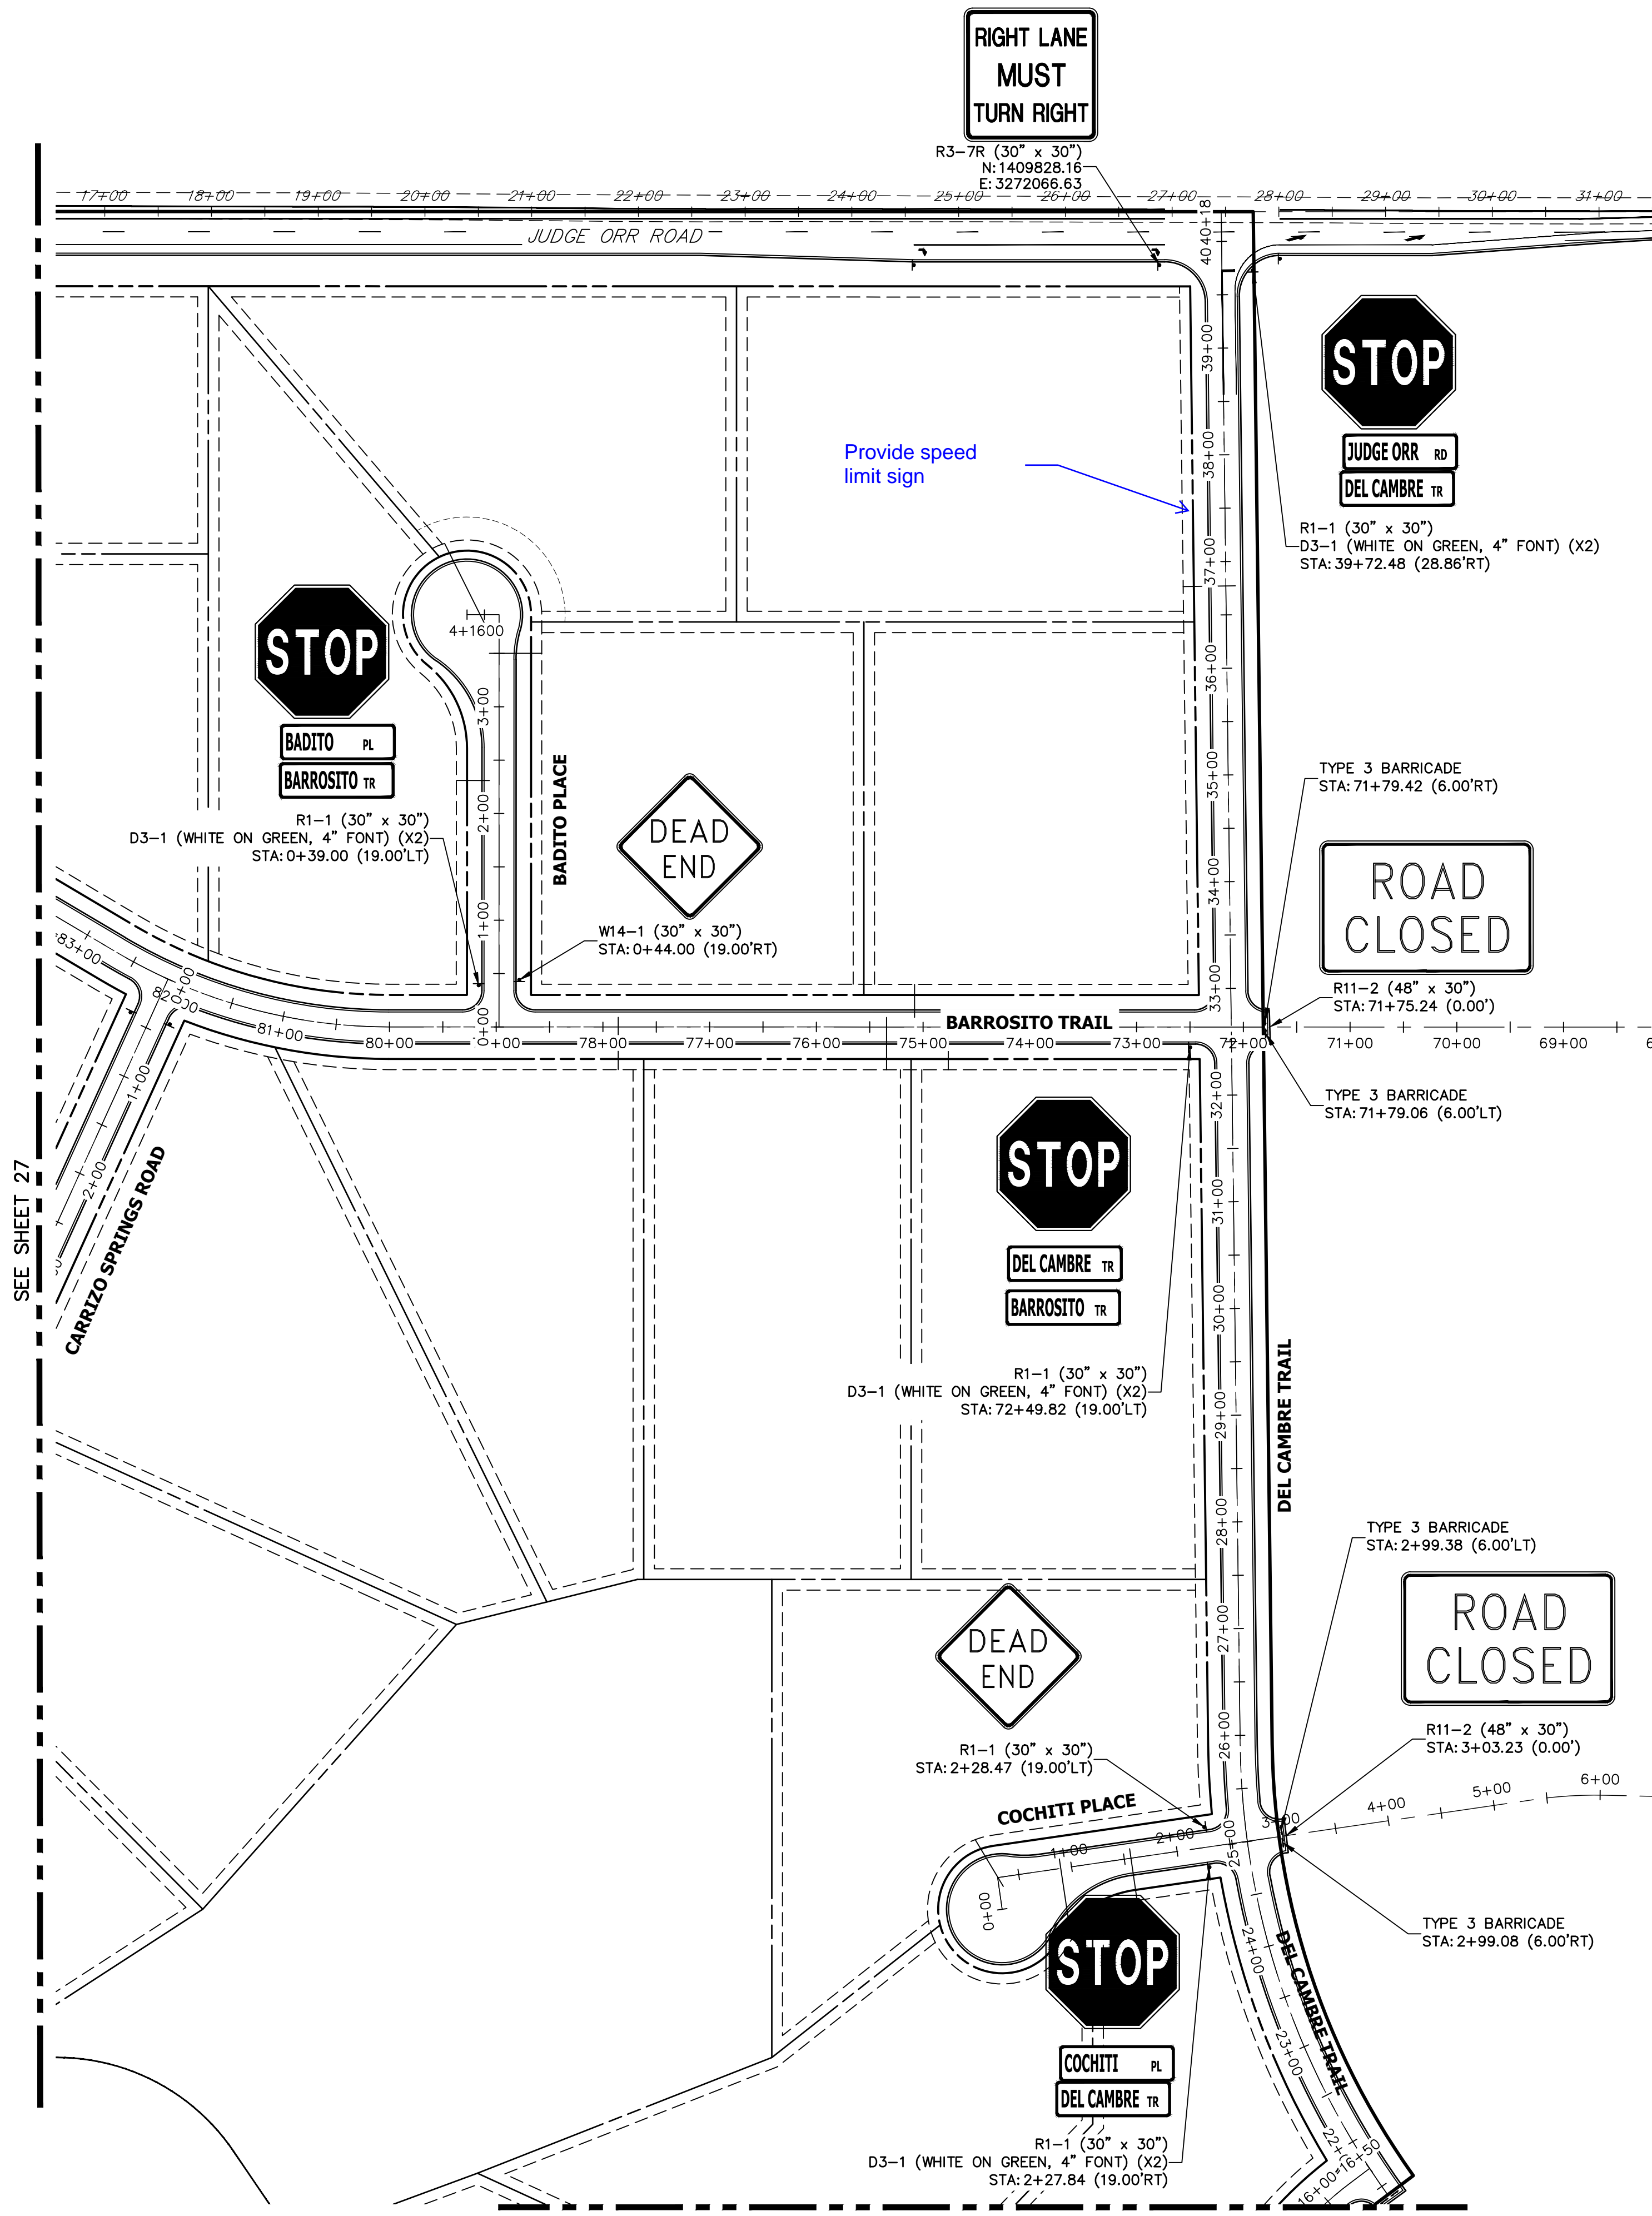 RIGHT LANE
MUST
TURN RIGHT
R3-7R (30" x 30")
N:1409828.16
E:3272066.63
17+00
18+00
19+00
20+00
21+00
22+00
23+00
24+00
25+00
26+00
27+00
28+00
29+00
30+00
31+00
JUDGE ORR ROAD
40+18
40
39+00
38+00
37+00
36+00
35+00
34+00
33+00
32+00
31+00
30+00
29+00
28+00
27+00
26+00
25+00
24+00
23+00
STOP
JUDGE ORR RD
DEL CAMBRE TR
R1-1 (30" x 30")
D3-1 (WHITE ON GREEN, 4" FONT) (X2)
STA:39+72.48 (28.86'RT)
Provide speed
limit sign
STOP
BADITO PL
BARROSITO TR
R1-1 (30" x 30")
D3-1 (WHITE ON GREEN, 4" FONT) (X2)
STA:0+39.00 (19.00'LT)
4+1600
3+00
2+00
1+00
0+00
BADITO PLACE
DEAD
END
W14-1 (30" x 30")
STA:0+44.00 (19.00'RT)
TYPE 3 BARRICADE
STA:71+79.42 (6.00'RT)
ROAD
CLOSED
R11-2 (48" x 30")
STA:71+75.24 (0.00')
BARROSITO TRAIL
83+00
81+00
80+00
78+00
77+00
76+00
75+00
74+00
73+00
72+00
71+00
70+00
69+00
TYPE 3 BARRICADE
STA:71+79.06 (6.00'LT)
1+00
2+00
CARRIZO SPRINGS ROAD
SEE SHEET 27
STOP
DEL CAMBRE TR
BARROSITO TR
R1-1 (30" x 30")
D3-1 (WHITE ON GREEN, 4" FONT) (X2)
STA:72+49.82 (19.00'LT)
DEL CAMBRE TRAIL
TYPE 3 BARRICADE
STA:2+99.38 (6.00'LT)
ROAD
CLOSED
R11-2 (48" x 30")
STA:3+03.23 (0.00')
DEAD
END
R1-1 (30" x 30")
STA:2+28.47 (19.00'LT)
COCHITI PLACE
0+00
1+00
2+00
3+00
4+00
5+00
6+00
TYPE 3 BARRICADE
STA:2+99.08 (6.00'RT)
DEL CAMBRE TRAIL
STOP
COCHITI PL
DEL CAMBRE TR
R1-1 (30" x 30")
D3-1 (WHITE ON GREEN, 4" FONT) (X2)
STA:2+27.84 (19.00'RT)
16+00
16+50